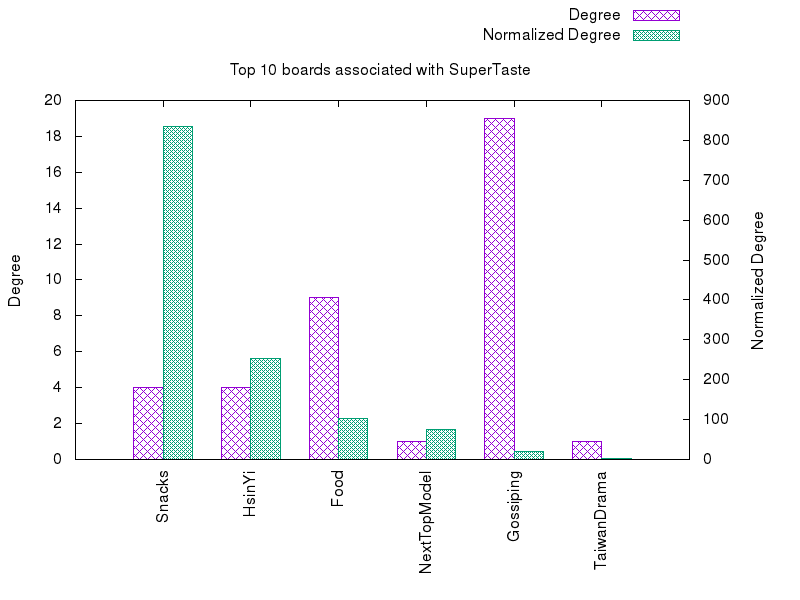 Degree
Normalized Degree
Top 10 boards associated with SuperTaste
20
18
16
14
12
10
8
6
4
2
0
Degree
900
800
700
600
500
400
300
200
100
0
Normalized Degree
Snacks
HsinYi
Food
NextTopModel
Gossiping
TaiwanDrama